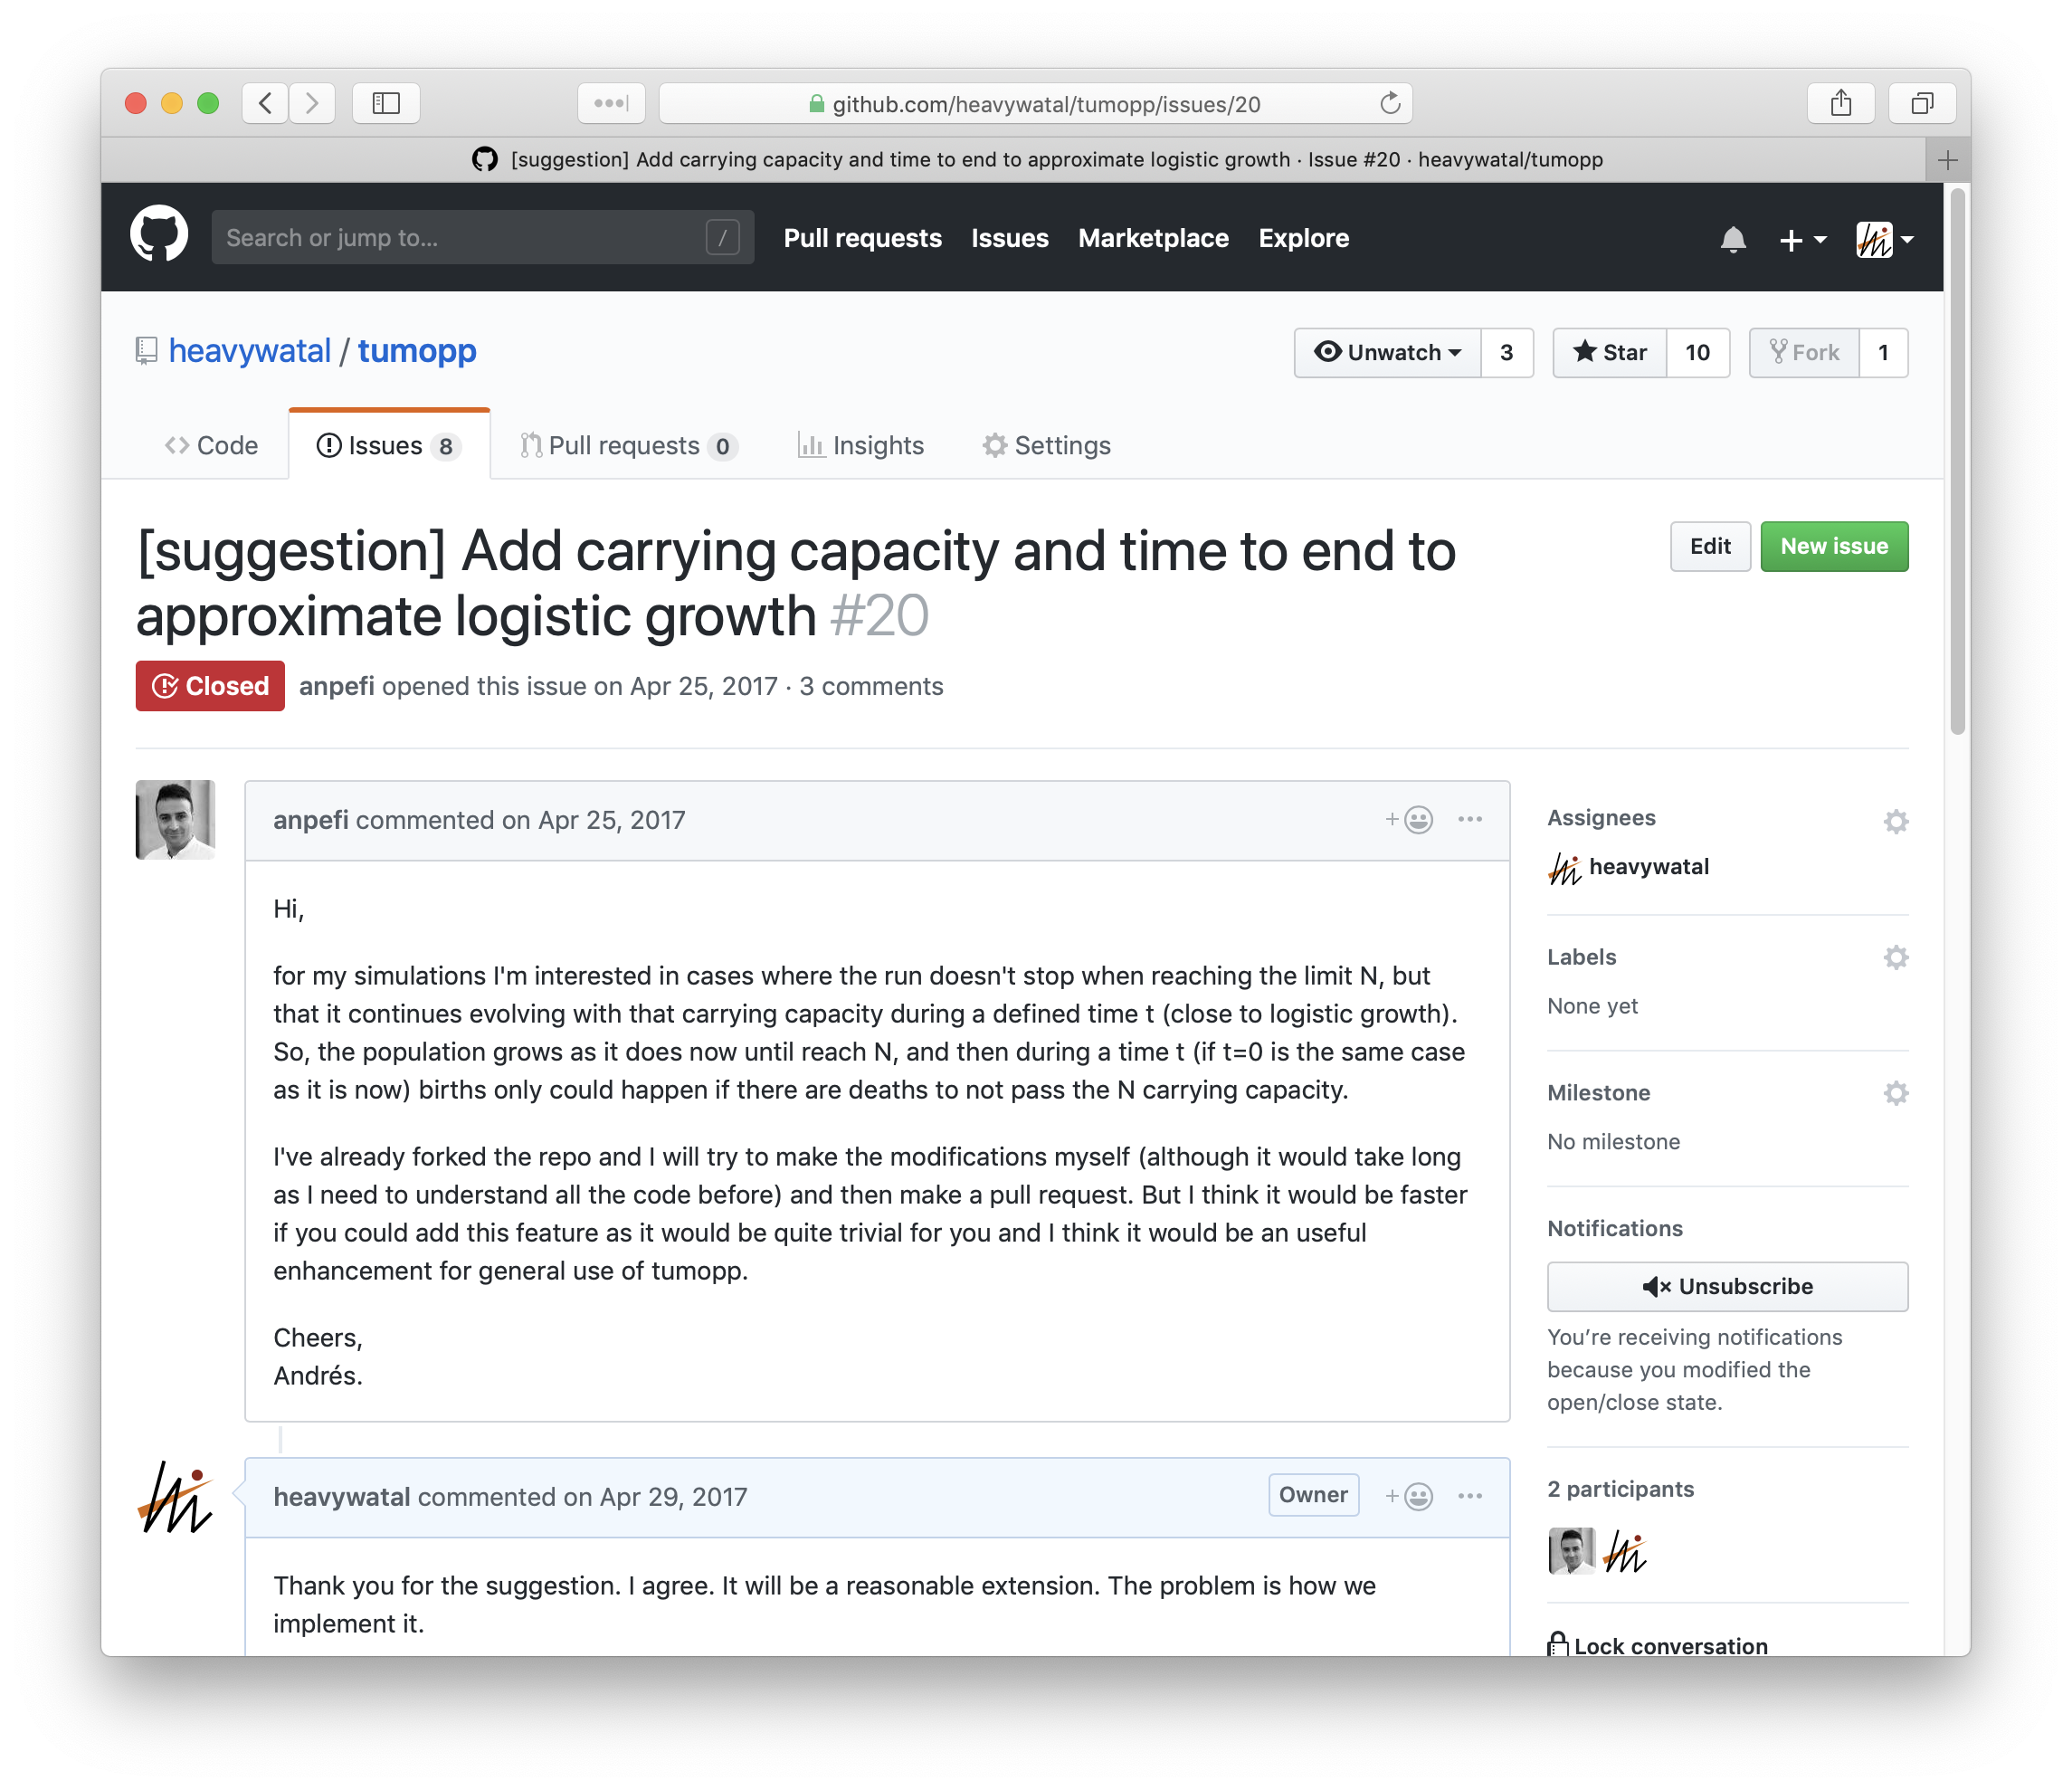 github.com/heavywatal/tumopp/issues/20
[suggestion] Add carrying capacity and time to end to approximate logistic growth · Issue #20 · heavywatal/tumopp
Search or jump to... /
Pull requests Issues Marketplace Explore
heavywatal / tumopp
Unwatch 3 Star 10 Fork 1
Code Issues 8 Pull requests 0 Insights Settings
[suggestion] Add carrying capacity and time to end to
approximate logistic growth #20
Edit New issue
Closed anpefi opened this issue on Apr 25, 2017 · 3 comments
anpefi commented on Apr 25, 2017
Hi,
for my simulations I'm interested in cases where the run doesn't stop when reaching the limit N, but
that it continues evolving with that carrying capacity during a defined time t (close to logistic growth).
So, the population grows as it does now until reach N, and then during a time t (if t=0 is the same case
as it is now) births only could happen if there are deaths to not pass the N carrying capacity.
I've already forked the repo and I will try to make the modifications myself (although it would take long
as I need to understand all the code before) and then make a pull request. But I think it would be faster
if you could add this feature as it would be quite trivial for you and I think it would be an useful
enhancement for general use of tumopp.
Cheers,
Andrés.
heavywatal commented on Apr 29, 2017 Owner
Thank you for the suggestion. I agree. It will be a reasonable extension. The problem is how we
implement it.
Assignees
heavywatal
Labels
None yet
Milestone
No milestone
Notifications
Unsubscribe
You’re receiving notifications
because you modified the
open/close state.
2 participants
Lock conversation